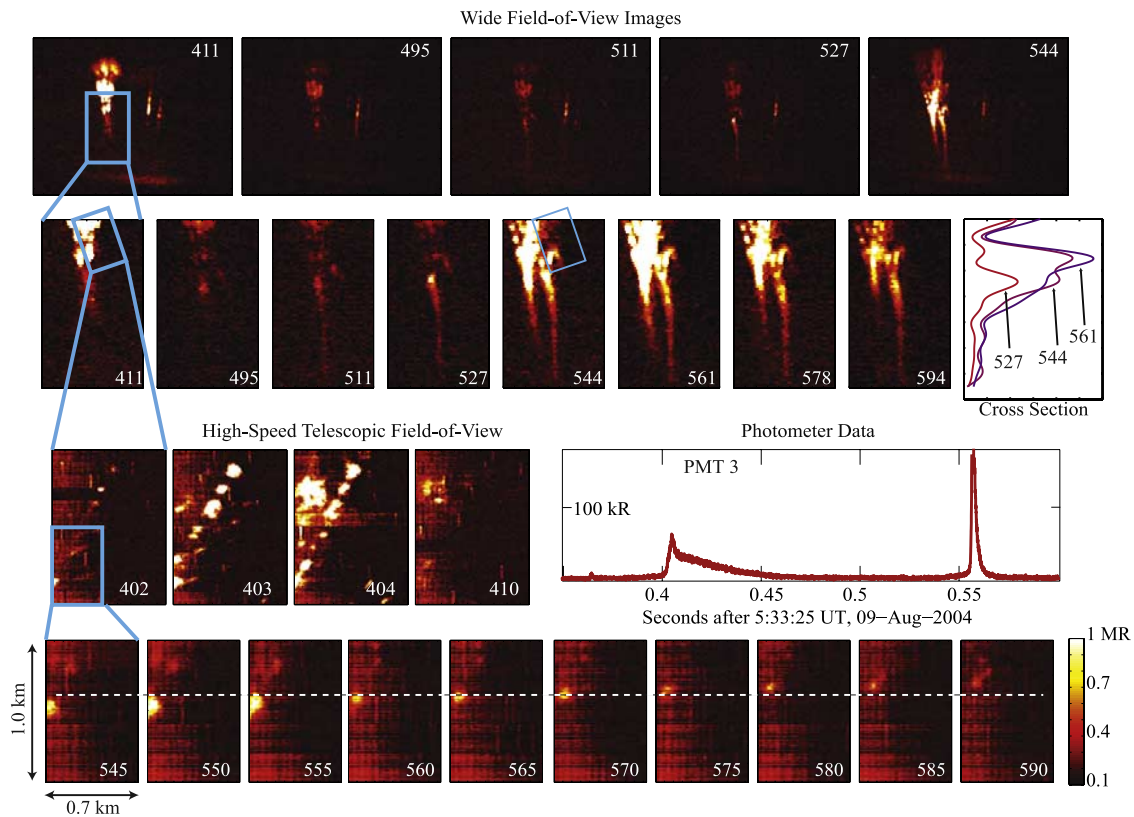 Wide Field-of-View Images
411 495 511 527 544
411 495 511 527 544 561 578 594
527 544 561
Cross Section
High-Speed Telescopic Field-of-View
Photometer Data
402 403 404 410
PMT 3
100 kR
0.4 0.45 0.5 0.55
Seconds after 5:33:25 UT, 09−Aug−2004
1.0 km
545 550 555 560 565 570 575 580 585 590
0.7 km
1 MR
0.7
0.4
0.1